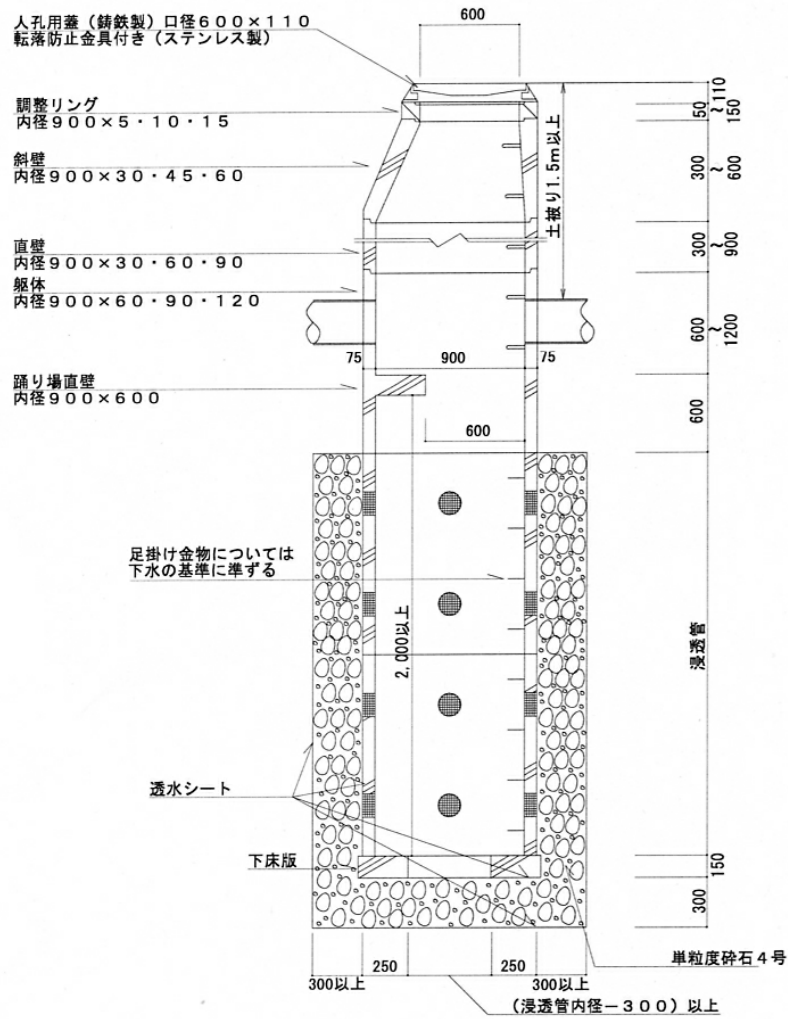 人孔用蓋（鋳鉄製）口径６００×１１０
転落防止金具付き（ステンレス製）
600
調整リング
内径９００×５・１０・１５
斜壁
内径９００×３０・４５・６０
直壁
内径９００×３０・６０・９０
躯体
内径９００×６０・９０・１２０
踊り場直壁
内径９００×６００
土被り1.5m以上
110
50～150
300～600
300～900
600～1200
600
浸透管
150
300
75
900
75
600
足掛け金物については
下水の基準に準ずる
2,000以上
透水シート
下床版
単粒度砕石４号
300以上
250
250
300以上
（浸透管内径－300）以上